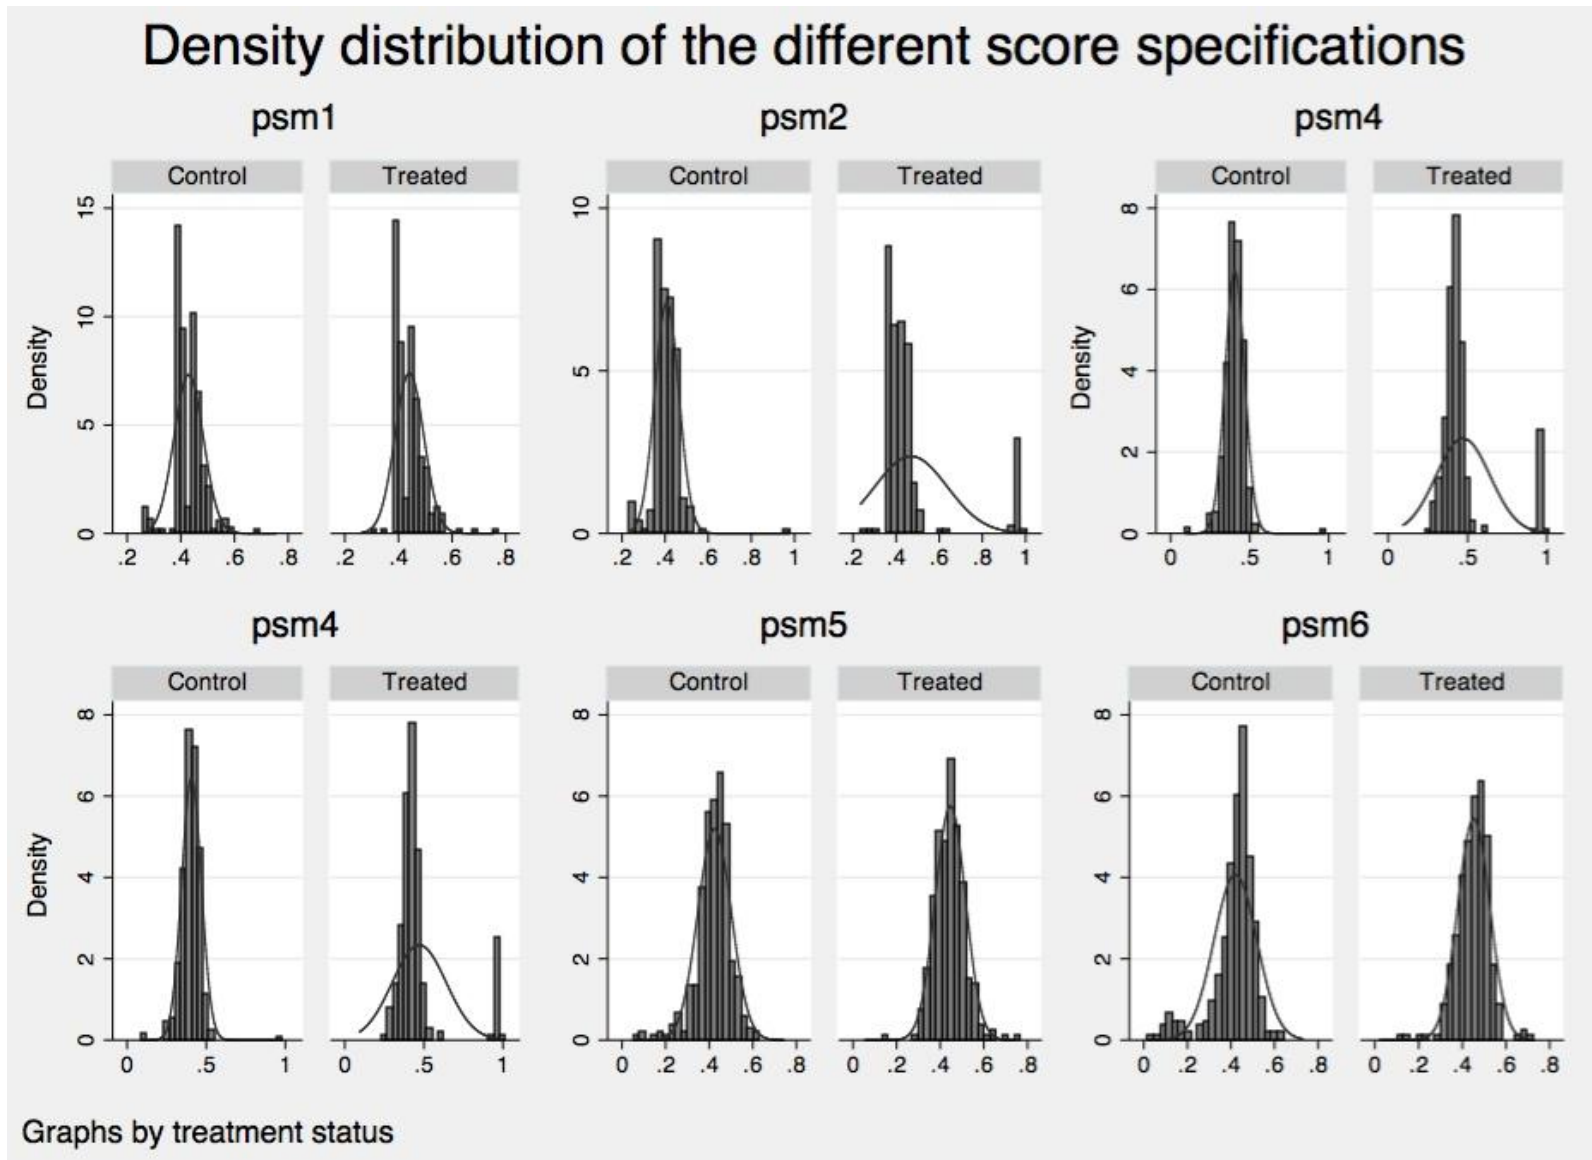 Density distribution of the different score specifications
psm1 psm2 psm4
Control Treated Control Treated Control Treated
Density
15
10
5
0
.2 .4 .6 .8 .2 .4 .6 .8
10
5
0
.2 .4 .6 .8 1 .2 .4 .6 .8 1
Density
8
6
4
2
0
0 .5 1 0 .5 1
psm4 psm5 psm6
Control Treated Control Treated Control Treated
Density
8
6
4
2
0
0 .5 1 0 .5 1
8
6
4
2
0
0 .2 .4 .6 .8 0 .2 .4 .6 .8
8
6
4
2
0
0 .2 .4 .6 .8 0 .2 .4 .6 .8
Graphs by treatment status